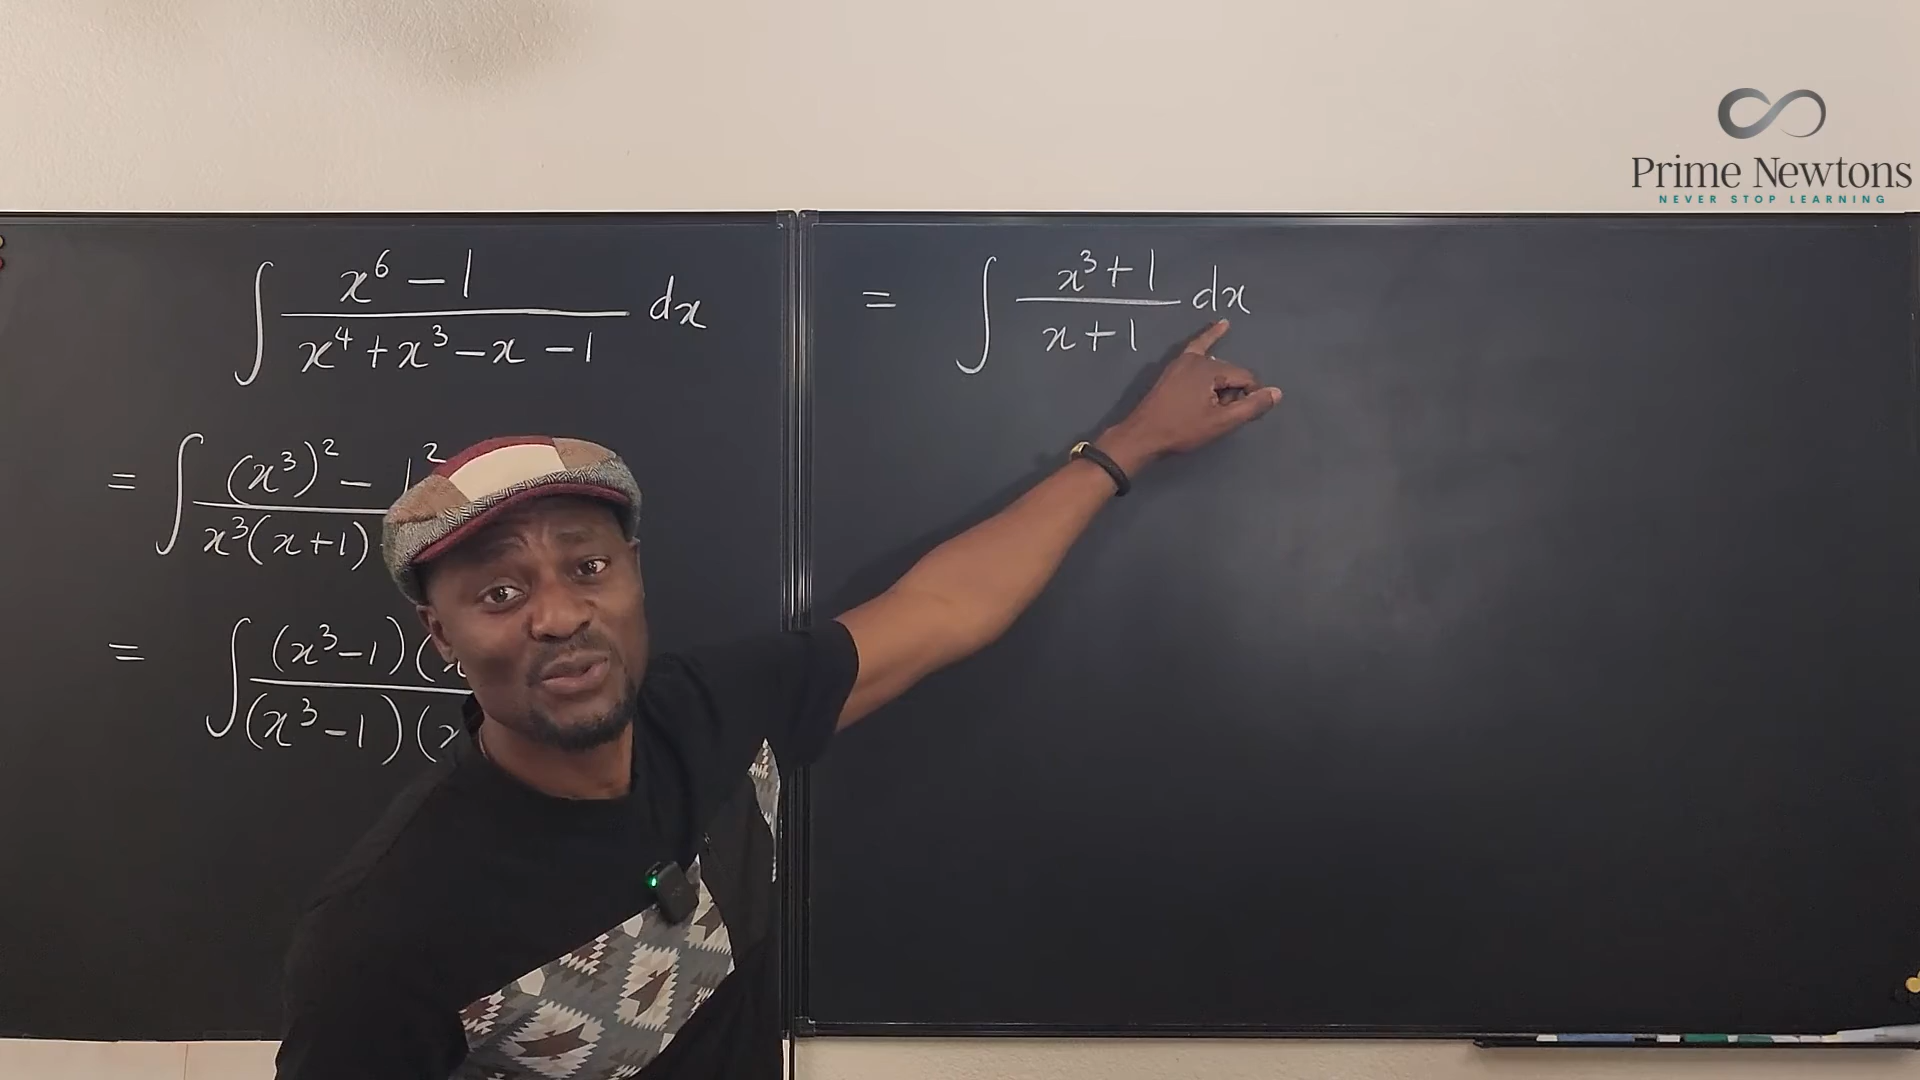 Prime Newtons
NEVER STOP LEARNING
∫ (x⁶ − 1)/(x⁴ + x³ − x − 1) dx
= ∫ (x³)² − 1² / x³(x+1)
= ∫ (x³−1)( / (x³−1)(
= ∫ (x³+1)/(x+1) dx